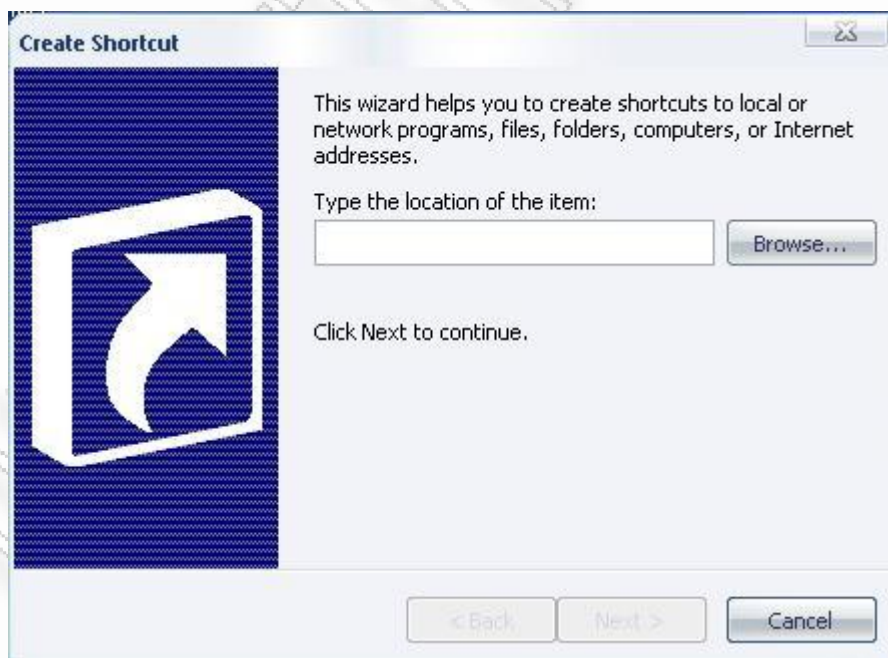 Create Shortcut
This wizard helps you to create shortcuts to local or
network programs, files, folders, computers, or Internet
addresses.
Type the location of the item:
Browse...
Click Next to continue.
< Back
Next >
Cancel